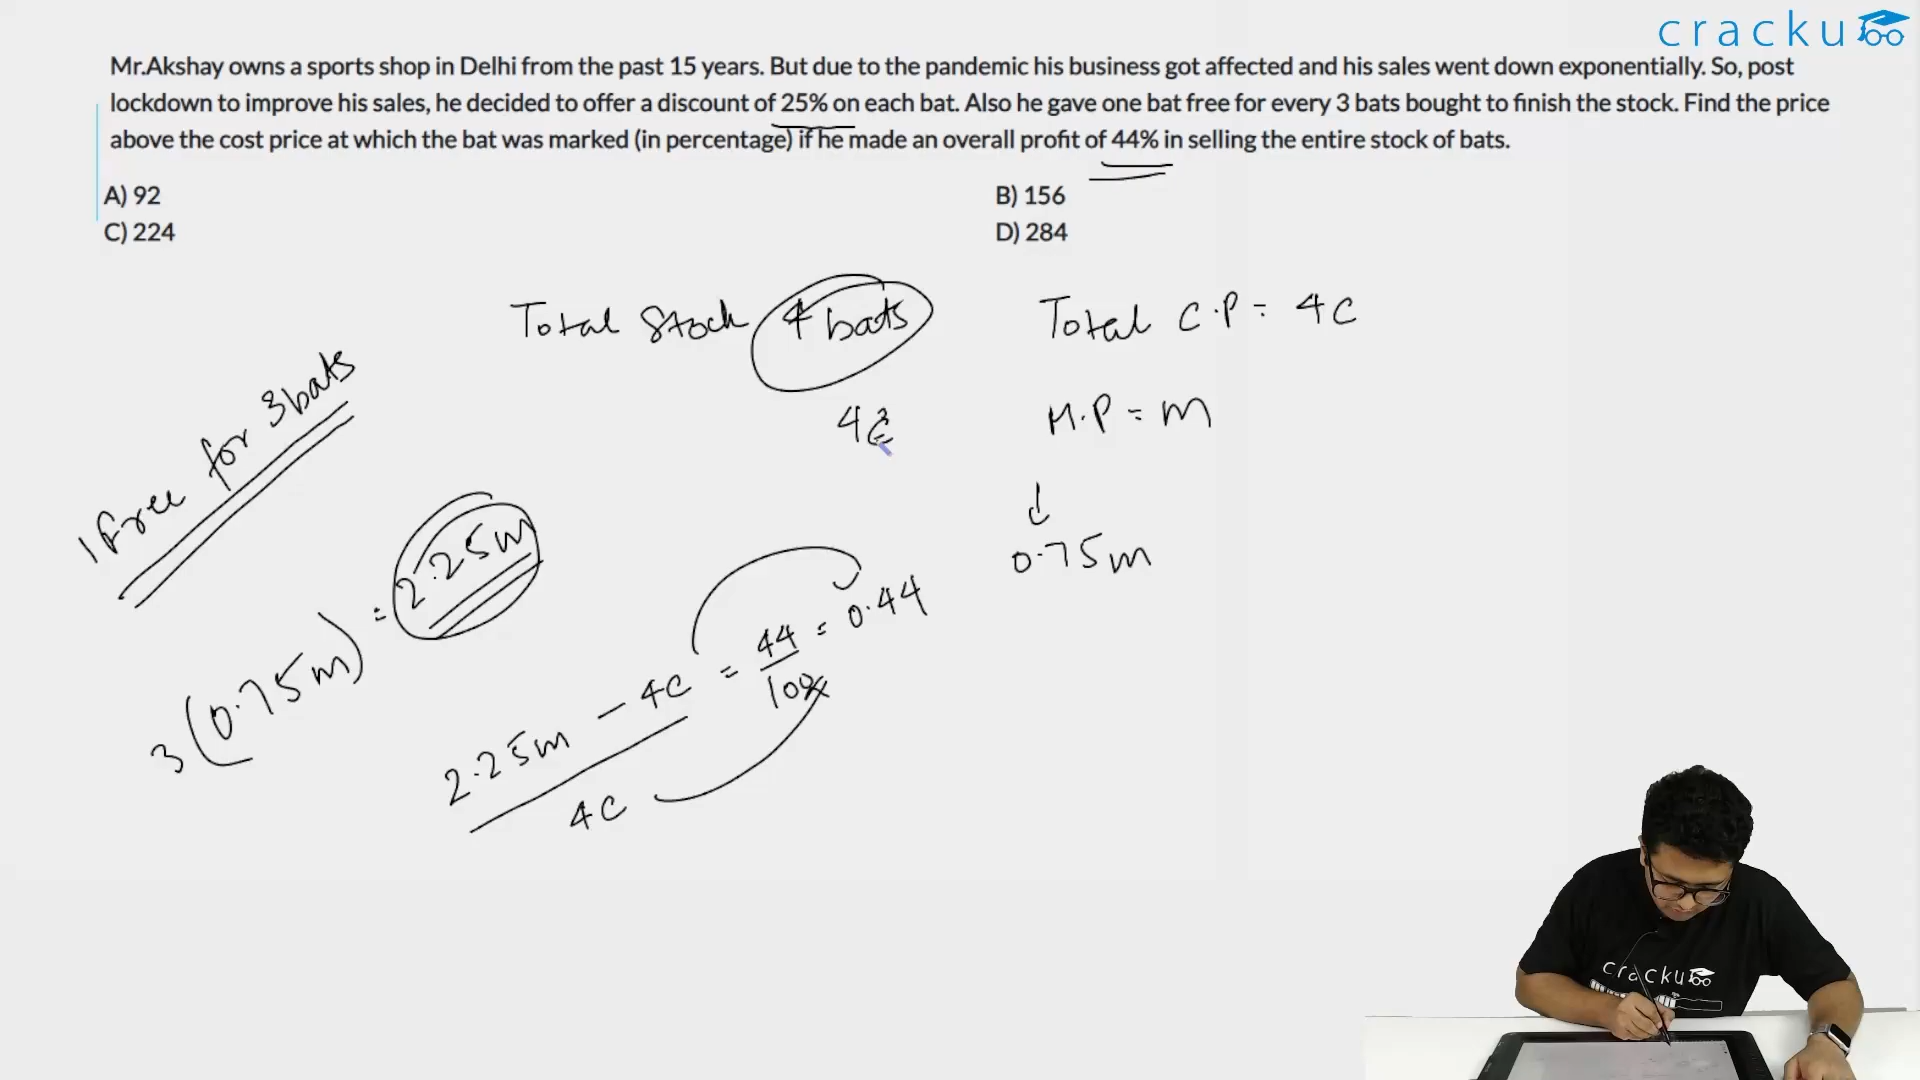 cracku
Mr.Akshay owns a sports shop in Delhi from the past 15 years. But due to the pandemic his business got affected and his sales went down exponentially. So, post
lockdown to improve his sales, he decided to offer a discount of 25% on each bat. Also he gave one bat free for every 3 bats bought to finish the stock. Find the price
above the cost price at which the bat was marked (in percentage) if he made an overall profit of 44% in selling the entire stock of bats.
A) 92
B) 156
C) 224
D) 284
Total Stock 4 bats
Total C.P = 4C
4
M.P = m
0.75m
1 free for 3 bats
3(0.75m) = 2.25m
2.25m - 4C
4C
= 44
100
= 0.44
cracku